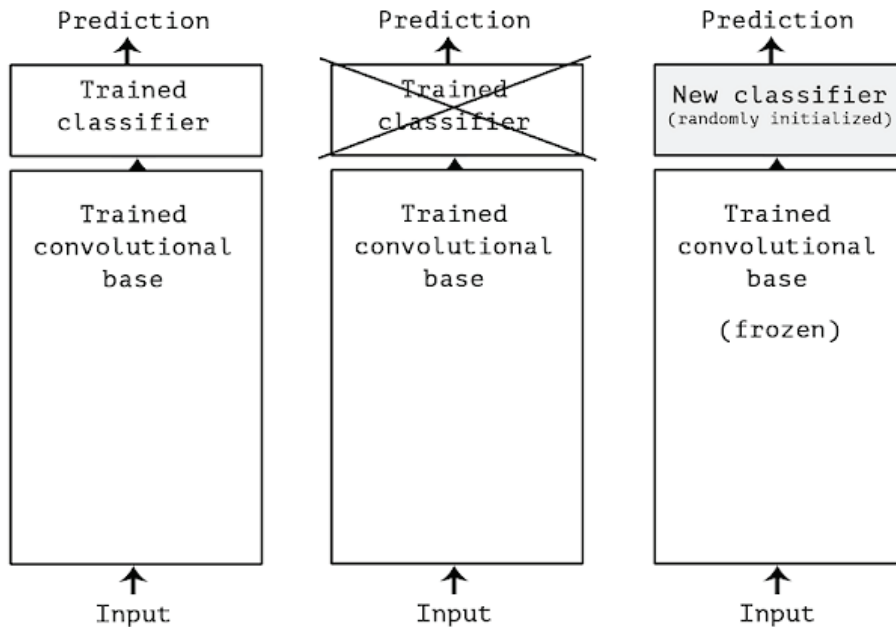 Prediction
Trained
classifier
Trained
convolutional
base
Input
Prediction
Trained
classifier
Trained
convolutional
base
Input
Prediction
New classifier
(randomly initialized)
Trained
convolutional
base
(frozen)
Input